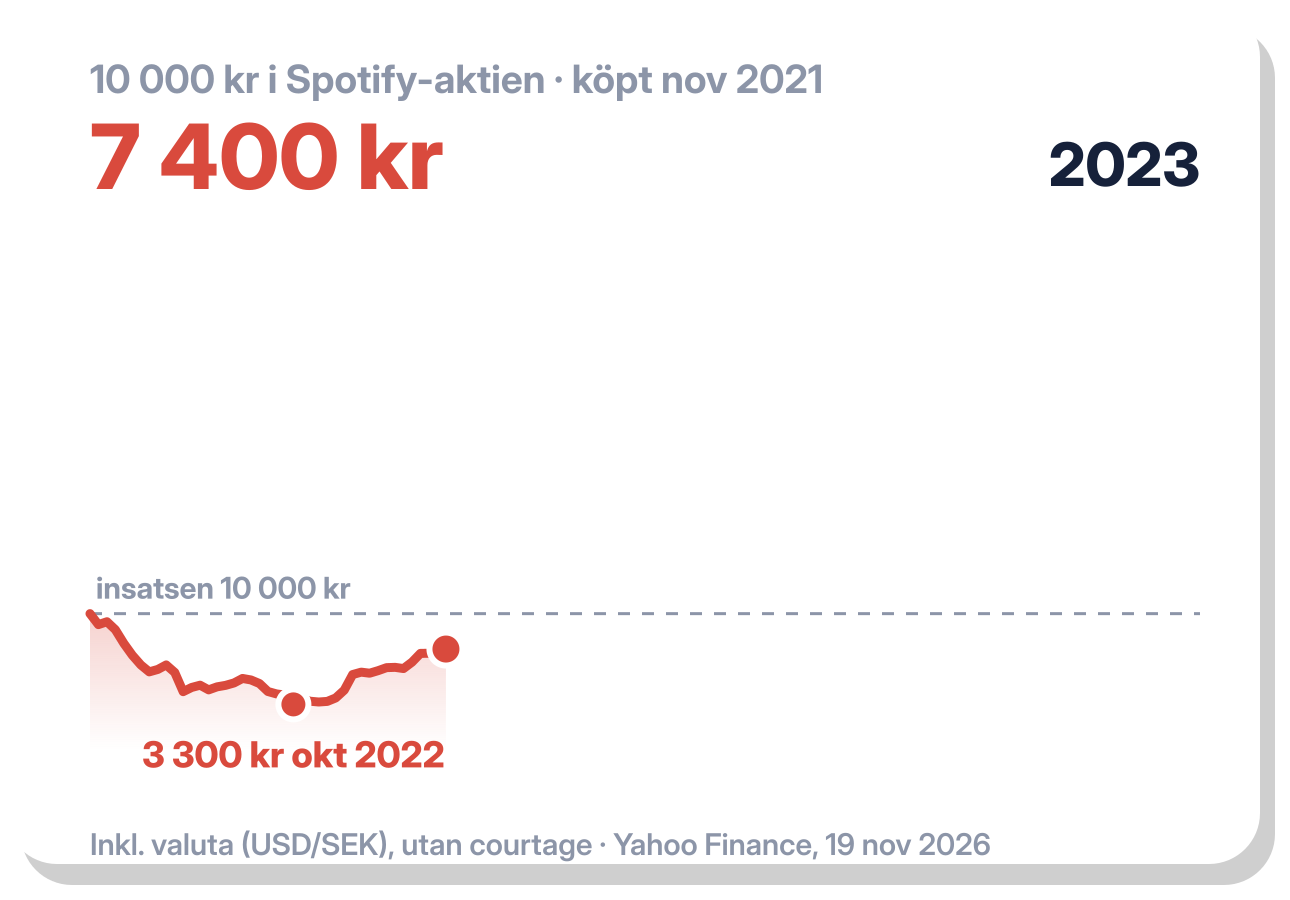 10 000 kr i Spotify-aktien · köpt nov 2021
7 400 kr
2023
insatsen 10 000 kr
3 300 kr okt 2022
Inkl. valuta (USD/SEK), utan courtage · Yahoo Finance, 19 nov 2026